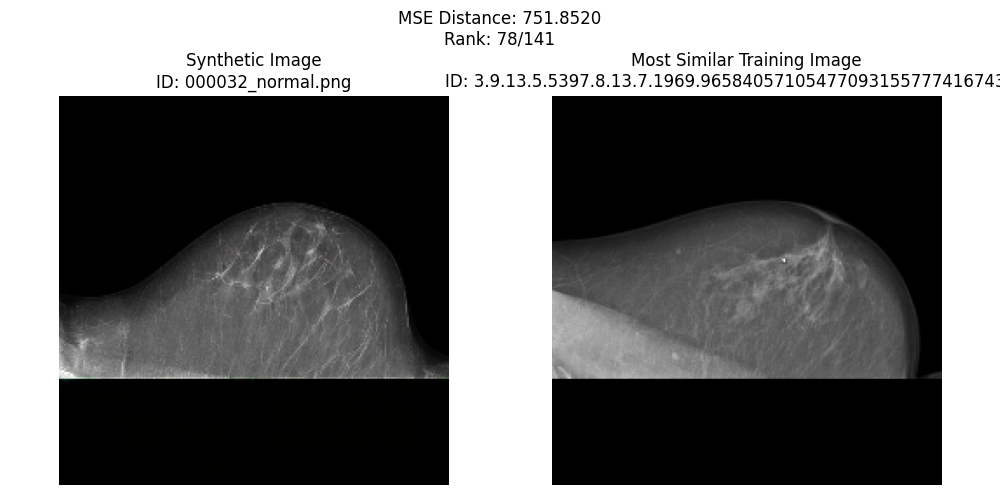 MSE Distance: 751.8520
Rank: 78/141
Synthetic Image
ID: 000032_normal.png
Most Similar Training Image
ID: 3.9.13.5.5397.8.13.7.1969.96584057105477093155777416743